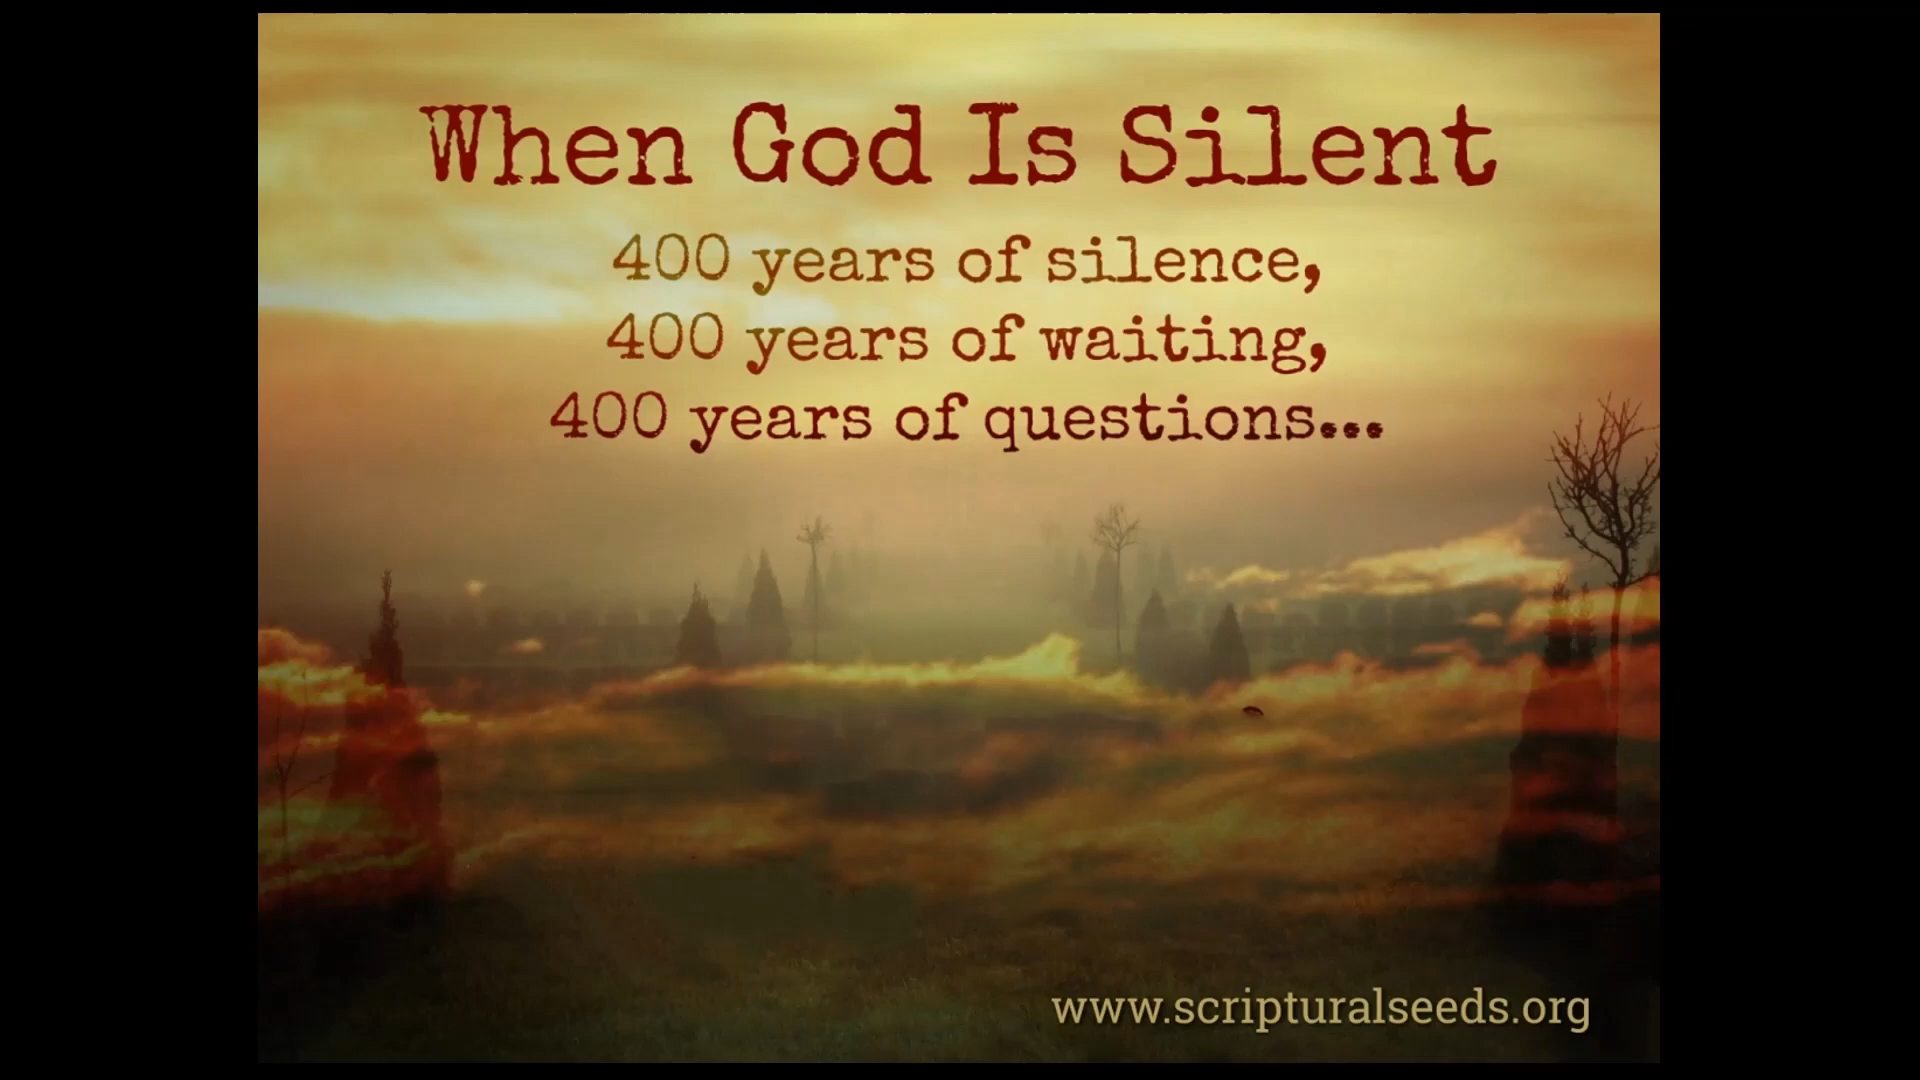 When God Is Silent
400 years of silence,
400 years of waiting,
400 years of questions...
www.scripturalseeds.org